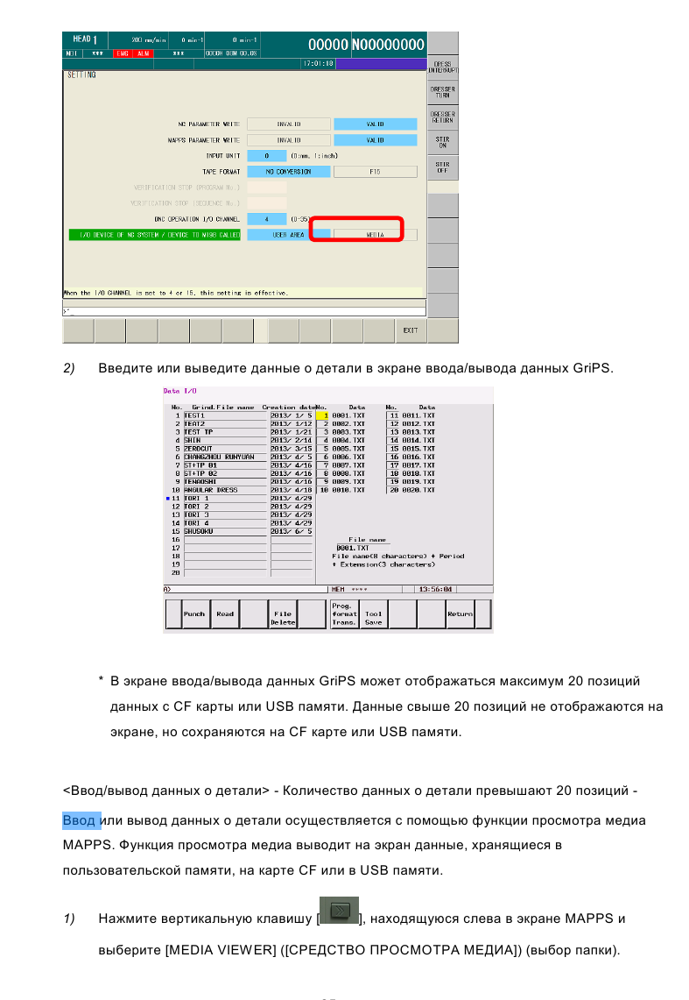 HEAD 1 200 mm/min 0 min-1 0 min-1 O0000 N00000000
MDI *** EMG ALM *** 0000H 00M 00.0S
17:01:18
SETTING
DRESS INTERRUPT
DRESSER TURN
DRESSER RETURN
STIR ON
STIR OFF
NC PARAMETER WRITE INVALID VALID
MAPPS PARAMETER WRITE INVALID VALID
INPUT UNIT 0 (0:mm, 1:inch)
TAPE FORMAT NO CONVERSION F15
VERIFICATION STOP (PROGRAM No.)
VERIFICATION STOP (SEQUENCE No.)
DNC OPERATION I/O CHANNEL 4 (0-35)
I/O DEVICE OF NC SYSTEM / DEVICE TO M198 CALLED USER AREA MEDIA
When the I/O CHANNEL is set to 4 or 15, this setting is effective.
>^_
EXIT
2) Введите или выведите данные о детали в экране ввода/вывода данных GriPS.
Data I/O
No. Grind.File name Creation date No. Data No. Data
1 TEST1 2013/ 1/ 5 1 0001.TXT 11 0011.TXT
2 TEAT2 2013/ 1/12 2 0002.TXT 12 0012.TXT
3 TEST TP 2013/ 1/21 3 0003.TXT 13 0013.TXT
4 SHIN 2013/ 2/14 4 0004.TXT 14 0014.TXT
5 ZEROCUT 2013/ 3/15 5 0005.TXT 15 0015.TXT
6 CHANGZHOU RUNYUAN 2013/ 4/ 5 6 0006.TXT 16 0016.TXT
7 ST+TP 01 2013/ 4/16 7 0007.TXT 17 0017.TXT
8 ST+TP 02 2013/ 4/16 8 0008.TXT 18 0018.TXT
9 TENAOSHI 2013/ 4/16 9 0009.TXT 19 0019.TXT
10 ANGULAR DRESS 2013/ 4/18 10 0010.TXT 20 0020.TXT
11 TORI 1 2013/ 4/29
12 TORI 2 2013/ 4/29
13 TORI 3 2013/ 4/29
14 TORI 4 2013/ 4/29
15 SHUSOKU 2013/ 6/ 5
16 File name
17 0001.TXT
18 File name(8 characters) + Period
19 + Extension(3 characters)
20
A> MEM **** 13:56:04
Punch Read File Delete Prog. format Trans. Tool Save Return
* В экране ввода/вывода данных GriPS может отображаться максимум 20 позиций
данных с CF карты или USB памяти. Данные свыше 20 позиций не отображаются на
экране, но сохраняются на CF карте или USB памяти.
<Ввод/вывод данных о детали> - Количество данных о детали превышают 20 позиций -
Ввод или вывод данных о детали осуществляется с помощью функции просмотра медиа
MAPPS. Функция просмотра медиа выводит на экран данные, хранящиеся в
пользовательской памяти, на карте CF или в USB памяти.
1) Нажмите вертикальную клавишу [ ], находящуюся слева в экране MAPPS и
выберите [MEDIA VIEWER] ([СРЕДСТВО ПРОСМОТРА МЕДИА]) (выбор папки).